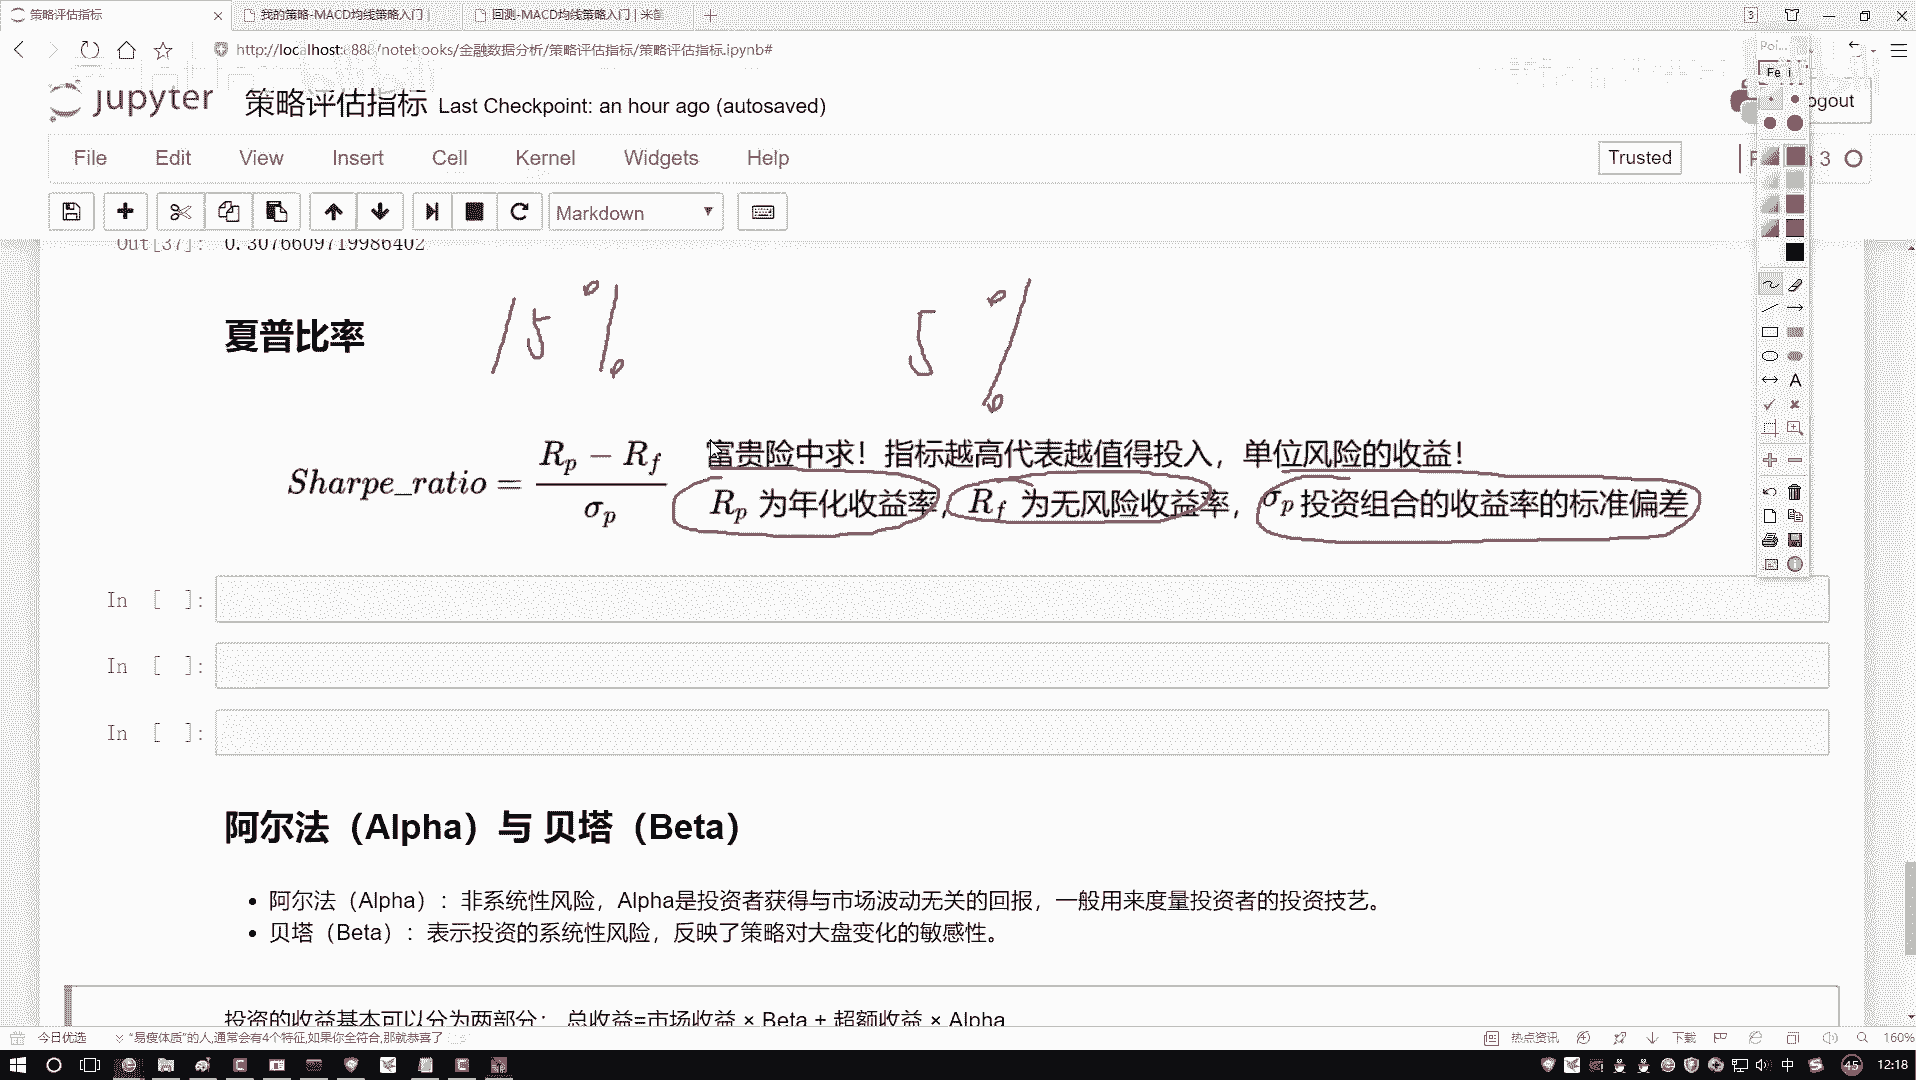 策略评估指标
我的策略-MACD均线策略入门 |
回测-MACD均线策略入门 | 米筐
3
http://localhost:888/notebooks/金融数据分析/策略评估指标/策略评估指标.ipynb#
jupyter 策略评估指标 Last Checkpoint: an hour ago (autosaved)
ogout
File Edit View Insert Cell Kernel Widgets Help
Trusted
3
Markdown
Out[37]: 0.3076609719986402
15% 5%
夏普比率
富贵险中求！指标越高代表越值得投入，单位风险的收益！
Sharpe_ratio = (Rp − Rf) / σp
Rp 为年化收益率, Rf 为无风险收益率, σp 投资组合的收益率的标准偏差
In [ ]:
In [ ]:
In [ ]:
阿尔法（Alpha）与 贝塔（Beta）
• 阿尔法（Alpha）：非系统性风险，Alpha是投资者获得与市场波动无关的回报，一般用来度量投资者的投资技艺。
• 贝塔（Beta）：表示投资的系统性风险，反映了策略对大盘变化的敏感性。
投资的收益基本可以分为两部分： 总收益=市场收益 × Beta + 超额收益 × Alpha
今日优选
“易瘦体质”的人,通常会有4个特征,如果你全符合,那就恭喜了
热点资讯
下载
160%
中
45
12:18